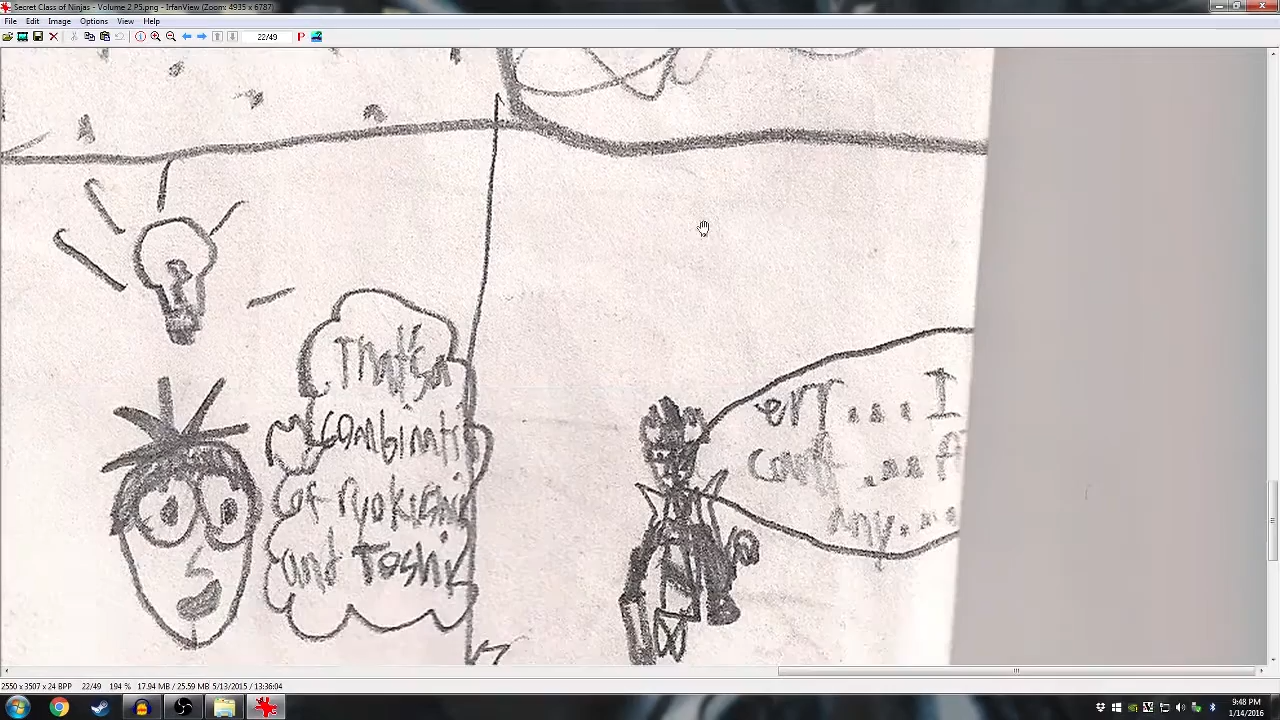 Secret Class of Ninjas - Volume 2 P5.png - IrfanView (Zoom: 4935 x 6787)
File Edit Image Options View Help
22/49
That's a
combinati
of ryokishi
and Toshi
err... I
can't ...
any...
2550 x 3507 x 24 BPP 22/49 194 % 17.94 MB / 25.59 MB 5/13/2015 / 13:36:04
9:48 PM
1/14/2016